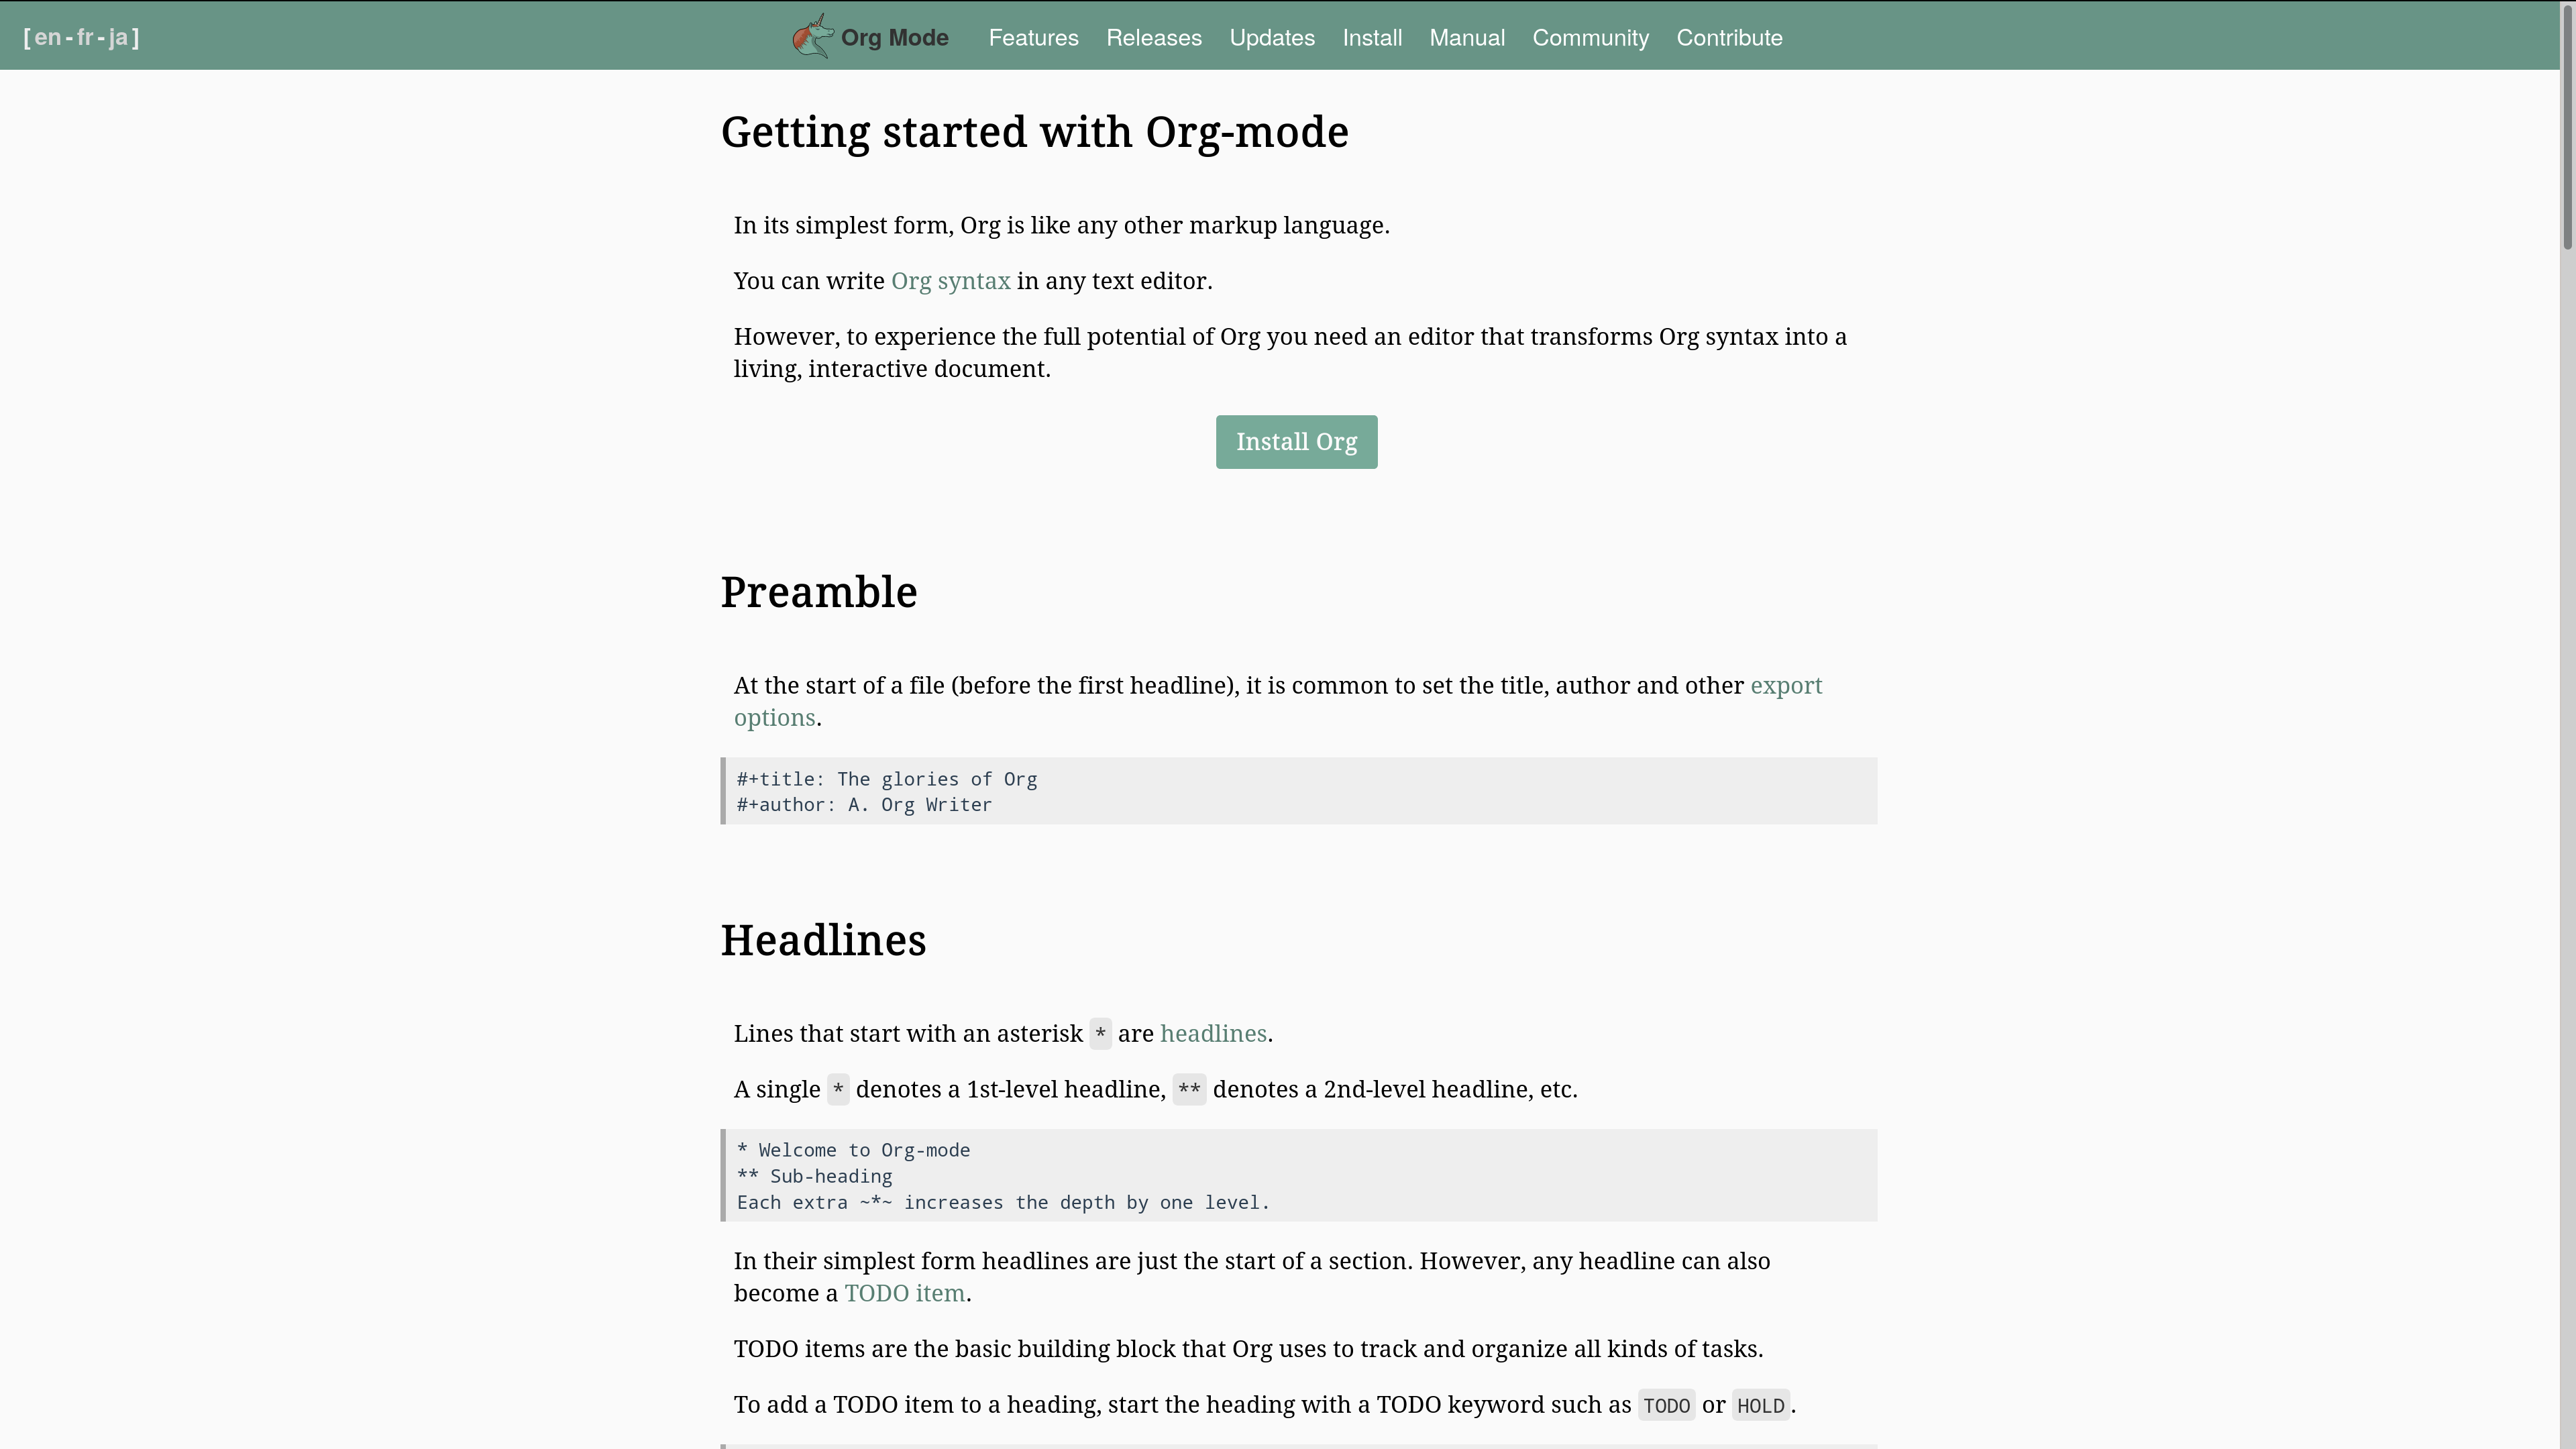 [ en - fr - ja ]
Org Mode Features Releases Updates Install Manual Community Contribute
Getting started with Org-mode
In its simplest form, Org is like any other markup language.
You can write Org syntax in any text editor.
However, to experience the full potential of Org you need an editor that transforms Org syntax into a
living, interactive document.
Install Org
Preamble
At the start of a file (before the first headline), it is common to set the title, author and other export
options.
#+title: The glories of Org
#+author: A. Org Writer
Headlines
Lines that start with an asterisk * are headlines.
A single * denotes a 1st-level headline, ** denotes a 2nd-level headline, etc.
* Welcome to Org-mode
** Sub-heading
Each extra ~*~ increases the depth by one level.
In their simplest form headlines are just the start of a section. However, any headline can also
become a TODO item.
TODO items are the basic building block that Org uses to track and organize all kinds of tasks.
To add a TODO item to a heading, start the heading with a TODO keyword such as TODO or HOLD.